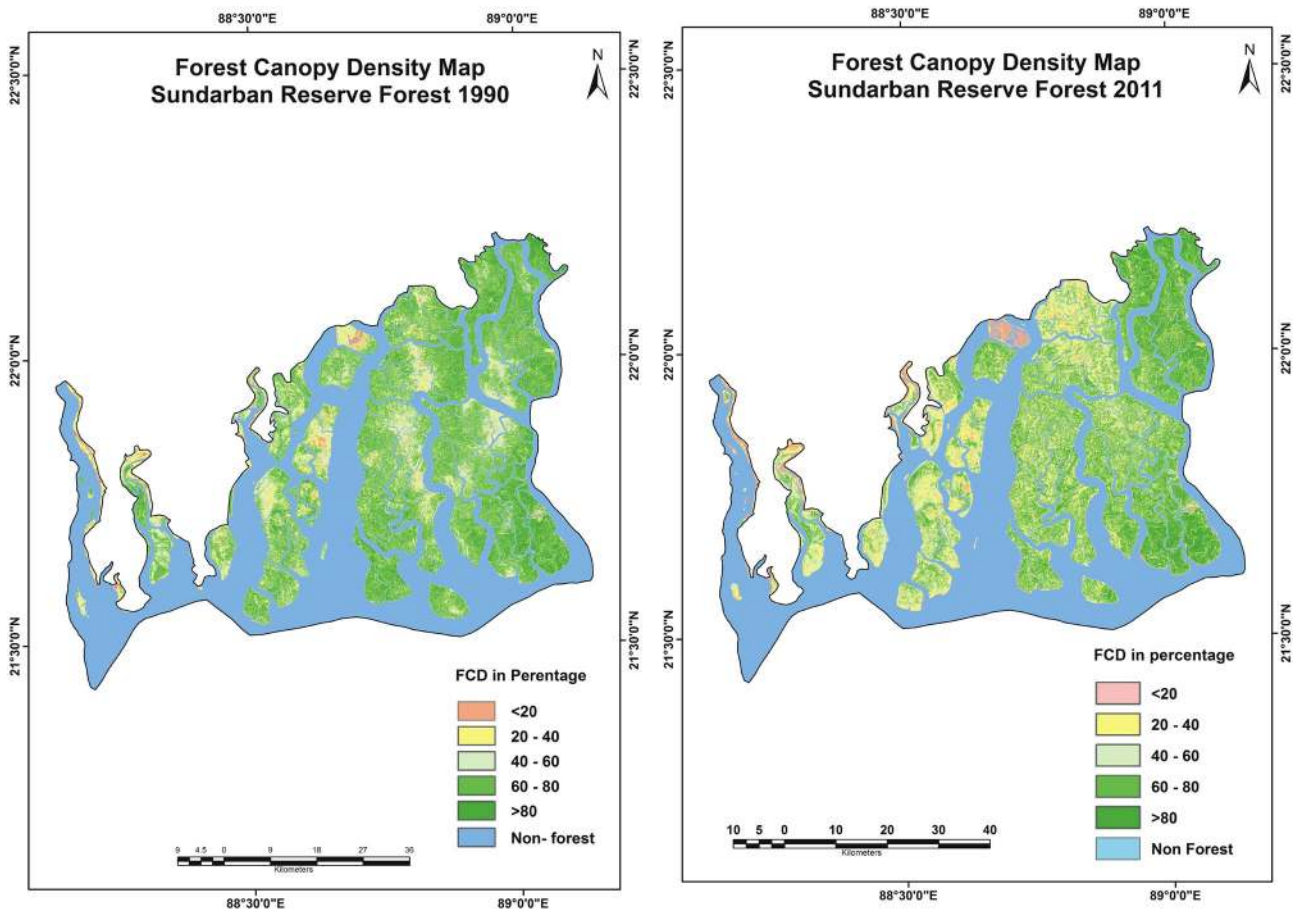 88°30'0"E
89°0'0"E
22°30'0"N
22°30'0"N
Forest Canopy Density Map
Sundarban Reserve Forest 1990
N
22°0'0"N
22°0'0"N
21°30'0"N
21°30'0"N
FCD in Perentage
<20
20 - 40
40 - 60
60 - 80
>80
Non- forest
9 4.5 0 9 18 27 36
Kilometers
88°30'0"E
89°0'0"E
88°30'0"E
89°0'0"E
22°30'0"N
22°30'0"N
Forest Canopy Density Map
Sundarban Reserve Forest 2011
N
22°0'0"N
22°0'0"N
21°30'0"N
21°30'0"N
FCD in percentage
<20
20 - 40
40 - 60
60 - 80
>80
Non Forest
10 5 0 10 20 30 40
Kilometers
88°30'0"E
89°0'0"E